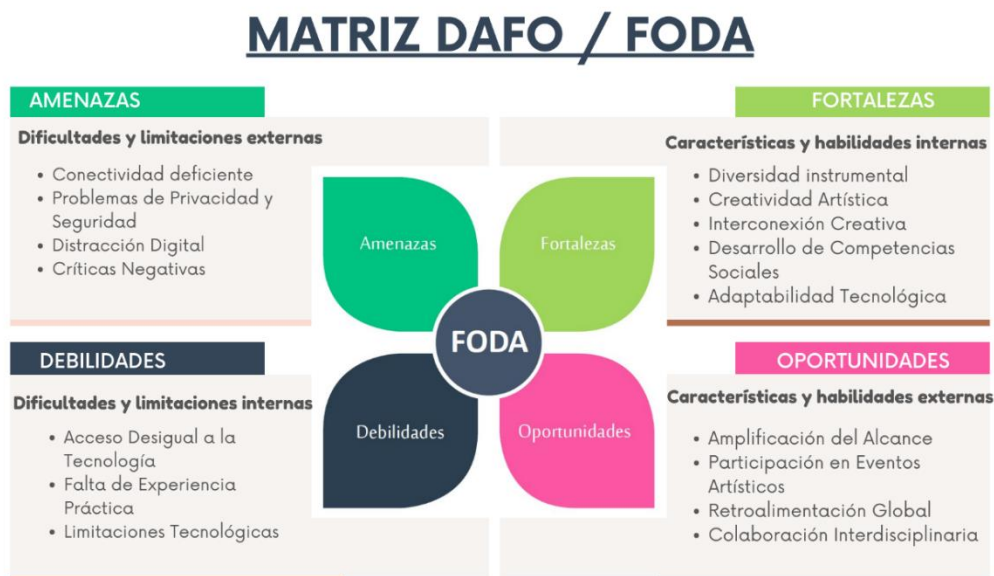 MATRIZ DAFO / FODA
AMENAZAS
Dificultades y limitaciones externas
• Conectividad deficiente
• Problemas de Privacidad y
Seguridad
• Distracción Digital
• Críticas Negativas
FORTALEZAS
Características y habilidades internas
• Diversidad instrumental
• Creatividad Artística
• Interconexión Creativa
• Desarrollo de Competencias
Sociales
• Adaptabilidad Tecnológica
Amenazas
Fortalezas
FODA
Debilidades
Oportunidades
DEBILIDADES
Dificultades y limitaciones internas
• Acceso Desigual a la
Tecnología
• Falta de Experiencia
Práctica
• Limitaciones Tecnológicas
OPORTUNIDADES
Características y habilidades externas
• Amplificación del Alcance
• Participación en Eventos
Artísticos
• Retroalimentación Global
• Colaboración Interdisciplinaria